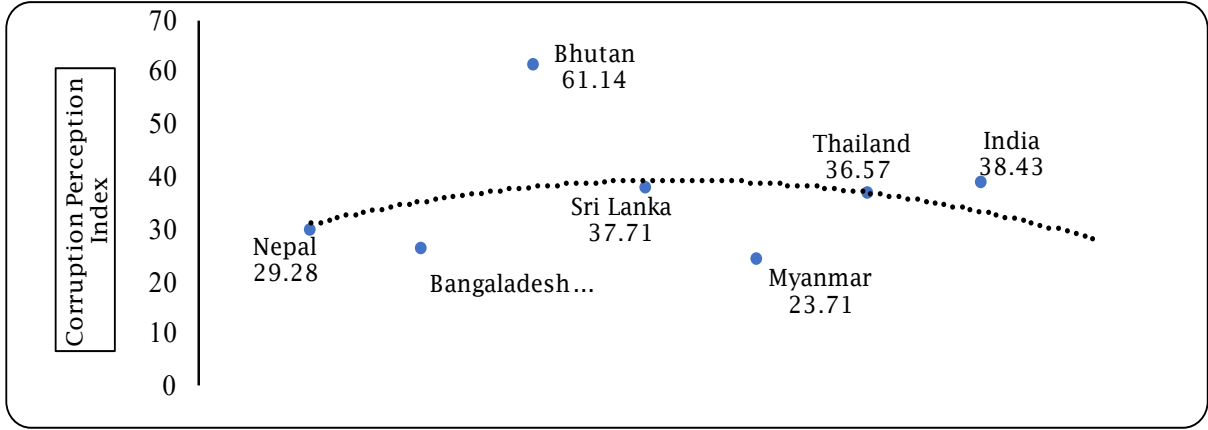 70
60
50
40
30
20
10
0
Corruption Perception
Index
Nepal
29.28
Bangaladesh...
Bhutan
61.14
Sri Lanka
37.71
Myanmar
23.71
Thailand
36.57
India
38.43